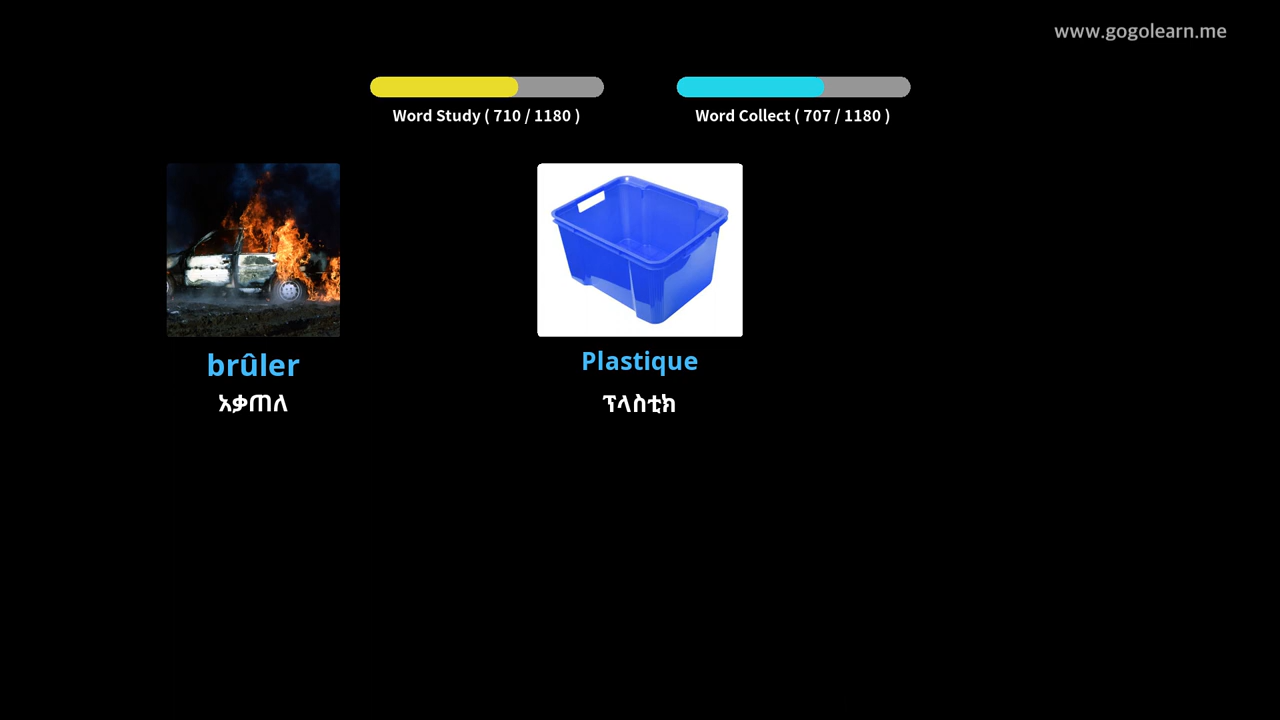 www.gogolearn.me
Word Study ( 710 / 1180 )
Word Collect ( 707 / 1180 )
brûler
አቃጠለ
Plastique
ፕላስቲክ